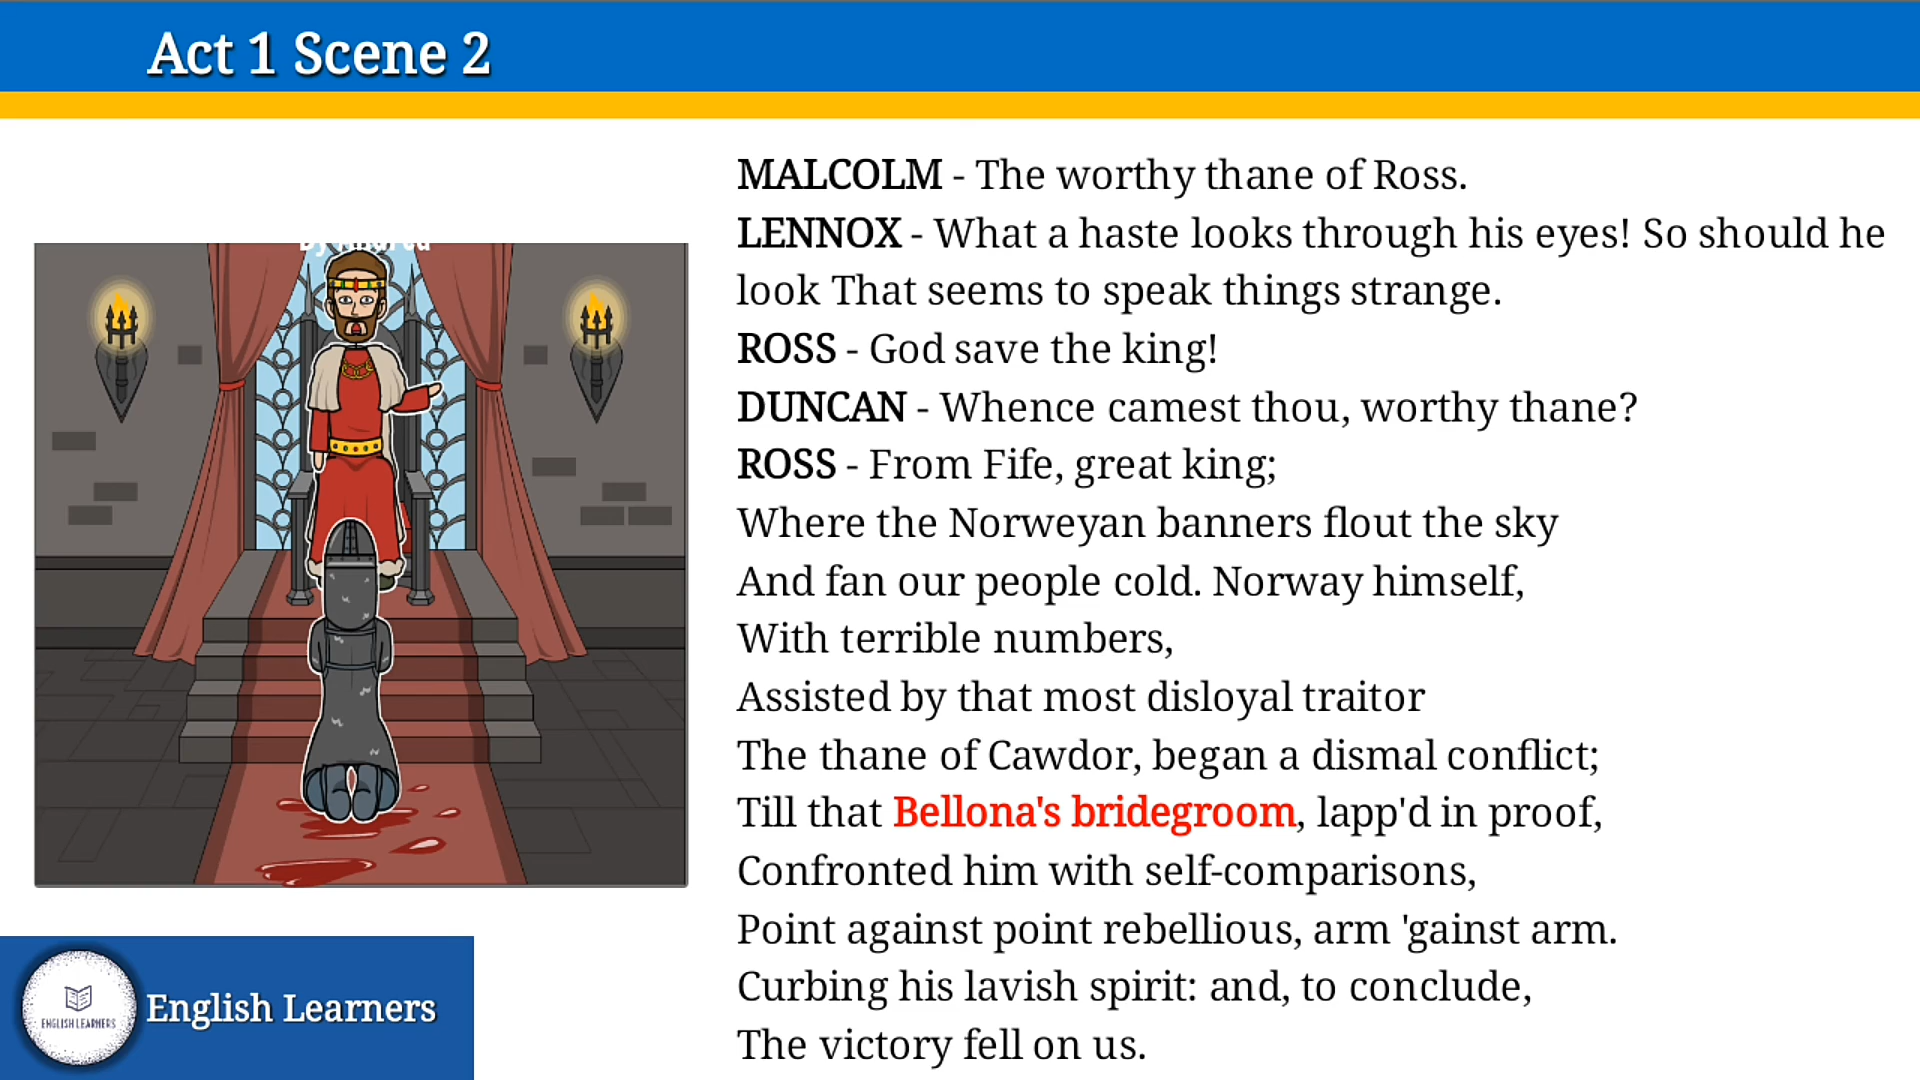 Act 1 Scene 2
MALCOLM - The worthy thane of Ross.
LENNOX - What a haste looks through his eyes! So should he
look That seems to speak things strange.
ROSS - God save the king!
DUNCAN - Whence camest thou, worthy thane?
ROSS - From Fife, great king;
Where the Norweyan banners flout the sky
And fan our people cold. Norway himself,
With terrible numbers,
Assisted by that most disloyal traitor
The thane of Cawdor, began a dismal conflict;
Till that Bellona's bridegroom, lapp'd in proof,
Confronted him with self-comparisons,
Point against point rebellious, arm 'gainst arm.
Curbing his lavish spirit: and, to conclude,
The victory fell on us.
ENGLISH LEARNERS
English Learners